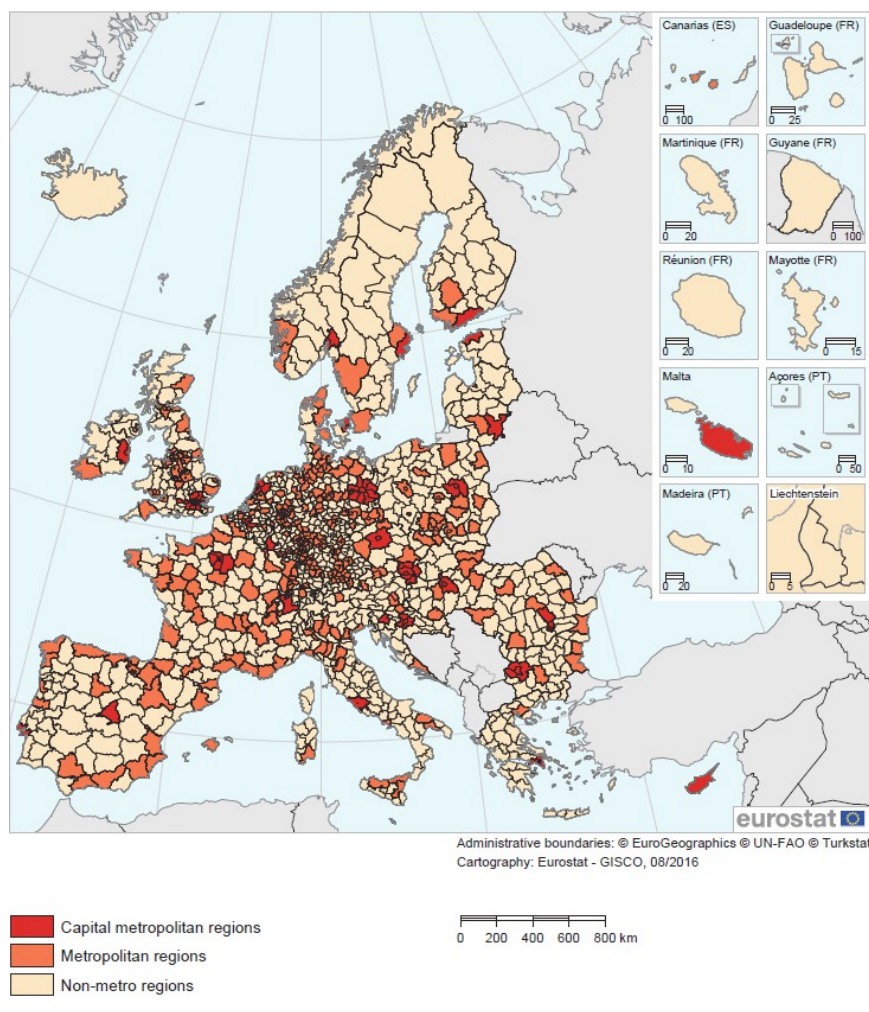 Canarias (ES)
0 100
Guadeloupe (FR)
0 25
Martinique (FR)
0 20
Guyane (FR)
0 100
Réunion (FR)
0 20
Mayotte (FR)
0 15
Malta
0 10
Açores (PT)
0 50
Madeira (PT)
0 20
Liechtenstein
0 5
eurostat
Administrative boundaries: © EuroGeographics © UN-FAO © Turkstat
Cartography: Eurostat - GISCO, 08/2016
Capital metropolitan regions
Metropolitan regions
Non-metro regions
0 200 400 600 800 km